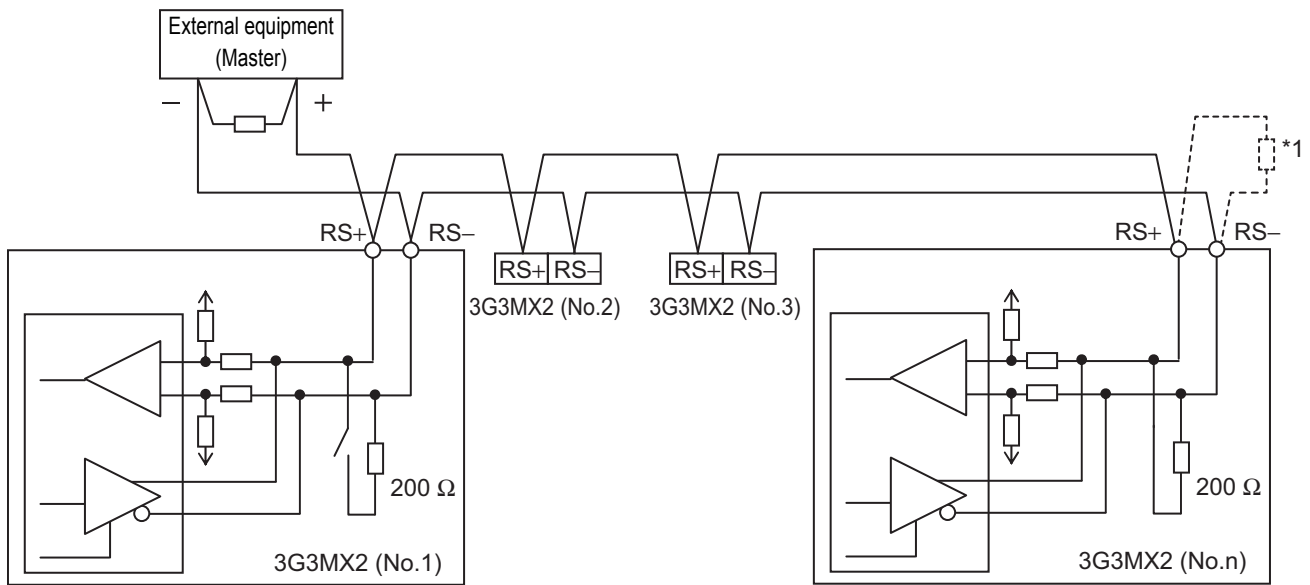 External equipment
(Master)
− +
*1
RS+ RS−
RS+ RS−
RS+ RS−
RS+ RS−
3G3MX2 (No.2)
3G3MX2 (No.3)
200 Ω
200 Ω
3G3MX2 (No.1)
3G3MX2 (No.n)